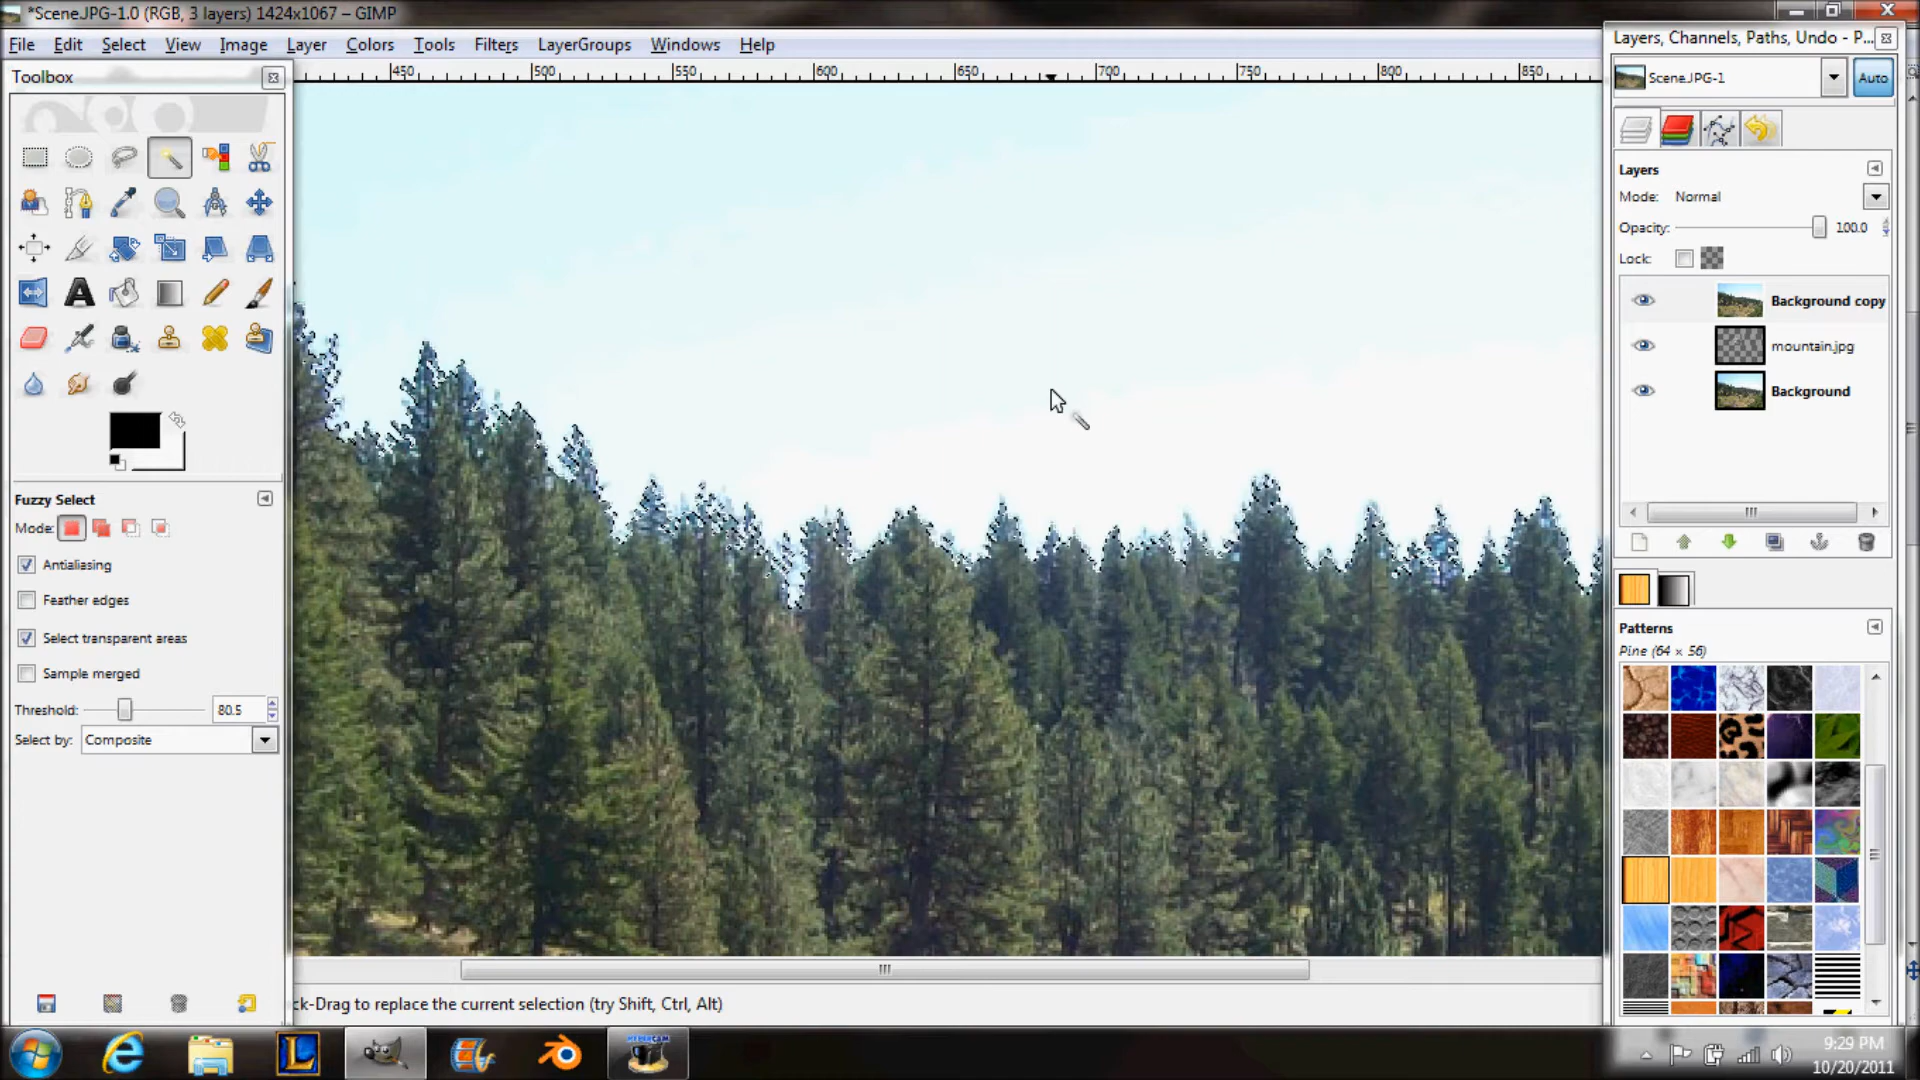 *Scene.JPG-1.0 (RGB, 3 layers) 1424x1067 – GIMP
File Edit Select View Image Layer Colors Tools Filters LayerGroups Windows Help
Toolbox
450 500 550 600 650 700 750 800 850
Fuzzy Select
Mode:
Antialiasing
Feather edges
Select transparent areas
Sample merged
Threshold: 80.5
Select by: Composite
ck-Drag to replace the current selection (try Shift, Ctrl, Alt)
Layers, Channels, Paths, Undo - P...
Scene.JPG-1 Auto
Layers
Mode: Normal
Opacity: 100.0
Lock:
Background copy
mountain.jpg
Background
Patterns
Pine (64 × 56)
L
HYPERCAM
9:29 PM
10/20/2011